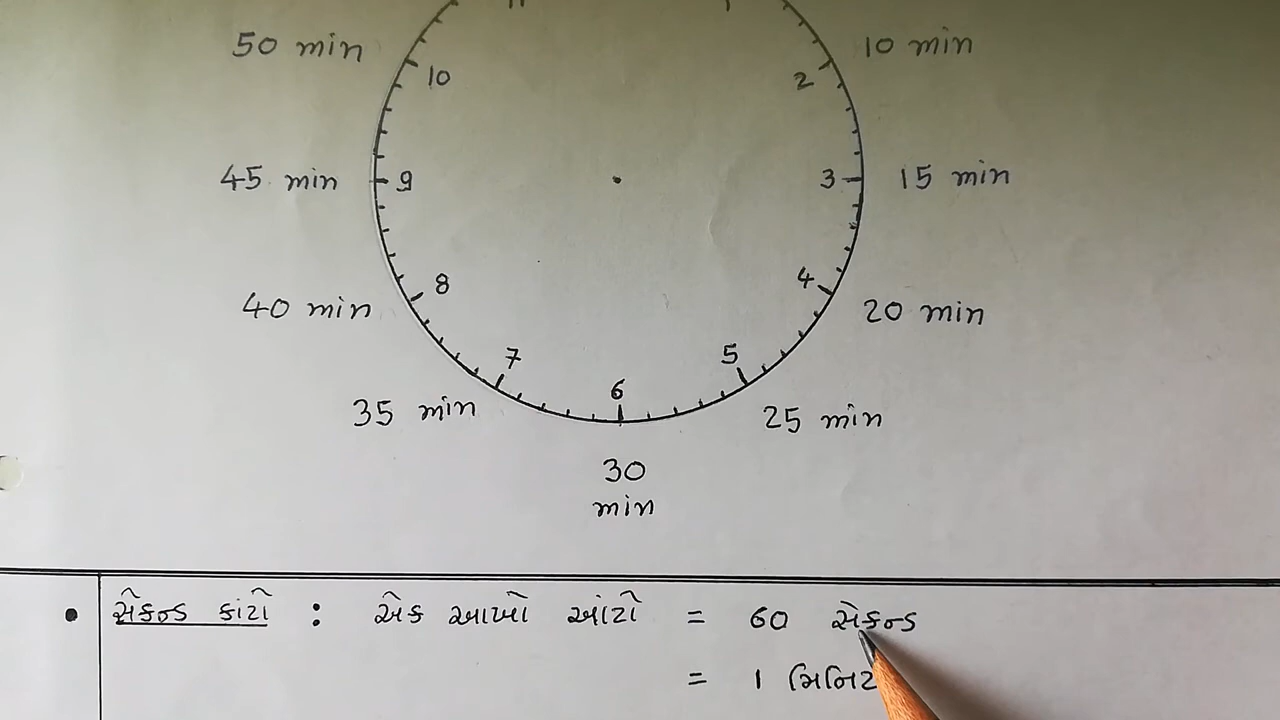 50 min
10 min
10
2
45 min
9
3
15 min
40 min
8
4
20 min
7
5
6
35 min
25 min
30
min
• સેકન્ડ કાંટો : એક આખો આંટો = 60 સેકન્ડ
= 1 મિનિટ